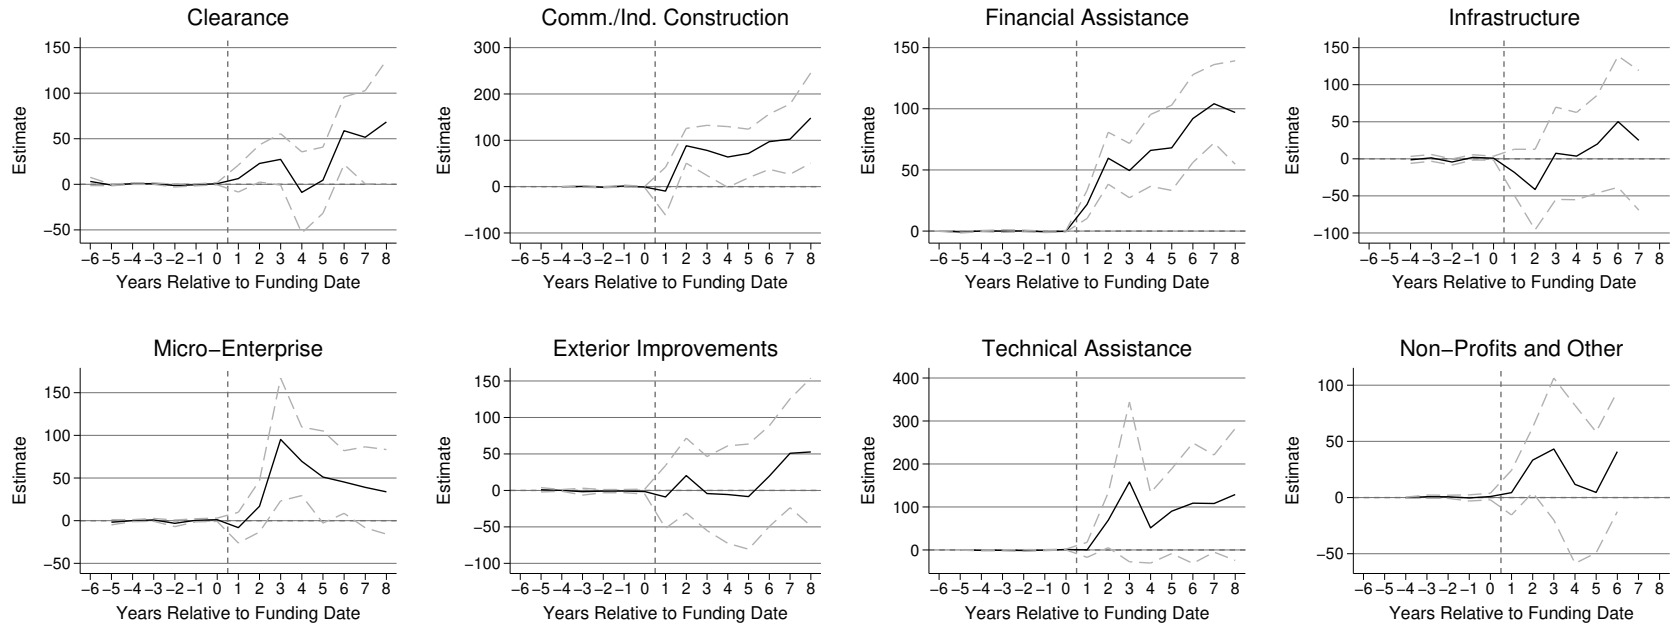 Clearance
Comm./Ind. Construction
Financial Assistance
Infrastructure
Estimate
150
100
50
0
−50
−6 −5 −4 −3 −2 −1 0 1 2 3 4 5 6 7 8
Years Relative to Funding Date
Estimate
300
200
100
0
−100
−6 −5 −4 −3 −2 −1 0 1 2 3 4 5 6 7 8
Years Relative to Funding Date
Estimate
150
100
50
0
−6 −5 −4 −3 −2 −1 0 1 2 3 4 5 6 7 8
Years Relative to Funding Date
Estimate
150
100
50
0
−50
−100
−6 −5 −4 −3 −2 −1 0 1 2 3 4 5 6 7 8
Years Relative to Funding Date
Micro−Enterprise
Exterior Improvements
Technical Assistance
Non−Profits and Other
Estimate
150
100
50
0
−50
−6 −5 −4 −3 −2 −1 0 1 2 3 4 5 6 7 8
Years Relative to Funding Date
Estimate
150
100
50
0
−50
−100
−6 −5 −4 −3 −2 −1 0 1 2 3 4 5 6 7 8
Years Relative to Funding Date
Estimate
400
300
200
100
0
−6 −5 −4 −3 −2 −1 0 1 2 3 4 5 6 7 8
Years Relative to Funding Date
Estimate
100
50
0
−50
−6 −5 −4 −3 −2 −1 0 1 2 3 4 5 6 7 8
Years Relative to Funding Date